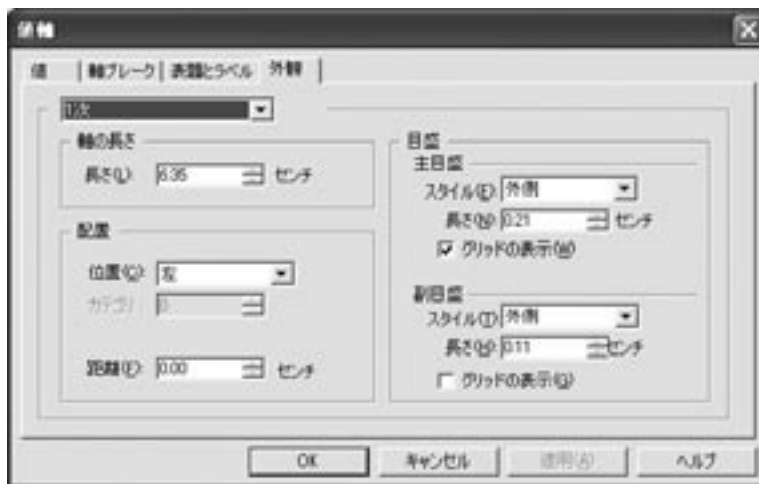 値軸
値 軸ブレーク 表題とラベル 外観
1次
軸の長さ
長さ(L): 6.35 センチ
配置
位置(C): 左
カテゴリ 0
距離(E): 0.00 センチ
目盛
主目盛
スタイル(E): 外側
長さ(N): 0.21 センチ
グリッドの表示(W)
副目盛
スタイル(T): 外側
長さ(H): 0.11 センチ
グリッドの表示(G)
OK キャンセル 適用(A) ヘルプ